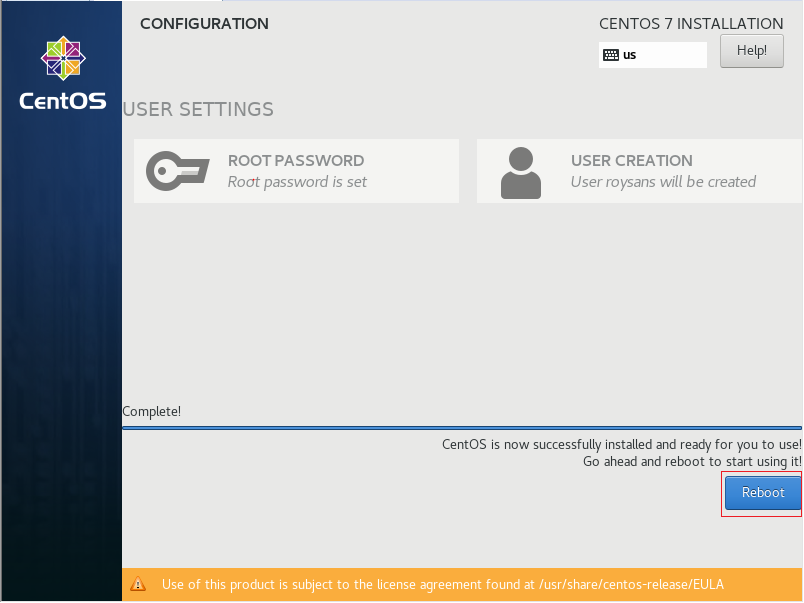 CONFIGURATION
CENTOS 7 INSTALLATION
us
Help!
CentOS
USER SETTINGS
ROOT PASSWORD
Root password is set
USER CREATION
User roysans will be created
Complete!
CentOS is now successfully installed and ready for you to use!
Go ahead and reboot to start using it!
Reboot
Use of this product is subject to the license agreement found at /usr/share/centos-release/EULA